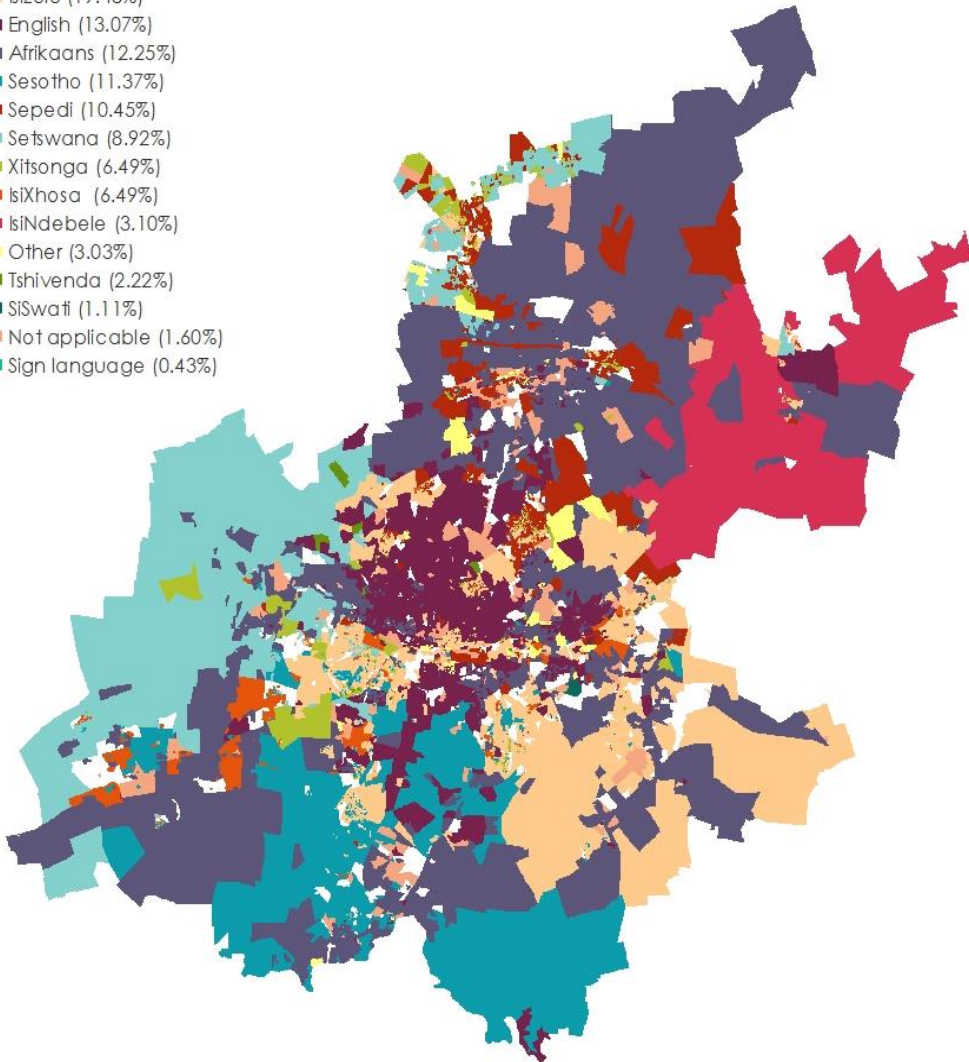 English (13.07%)
Afrikaans (12.25%)
Sesotho (11.37%)
Sepedi (10.45%)
Setswana (8.92%)
Xitsonga (6.49%)
IsiXhosa (6.49%)
IsiNdebele (3.10%)
Other (3.03%)
Tshivenda (2.22%)
SiSwati (1.11%)
Not applicable (1.60%)
Sign language (0.43%)